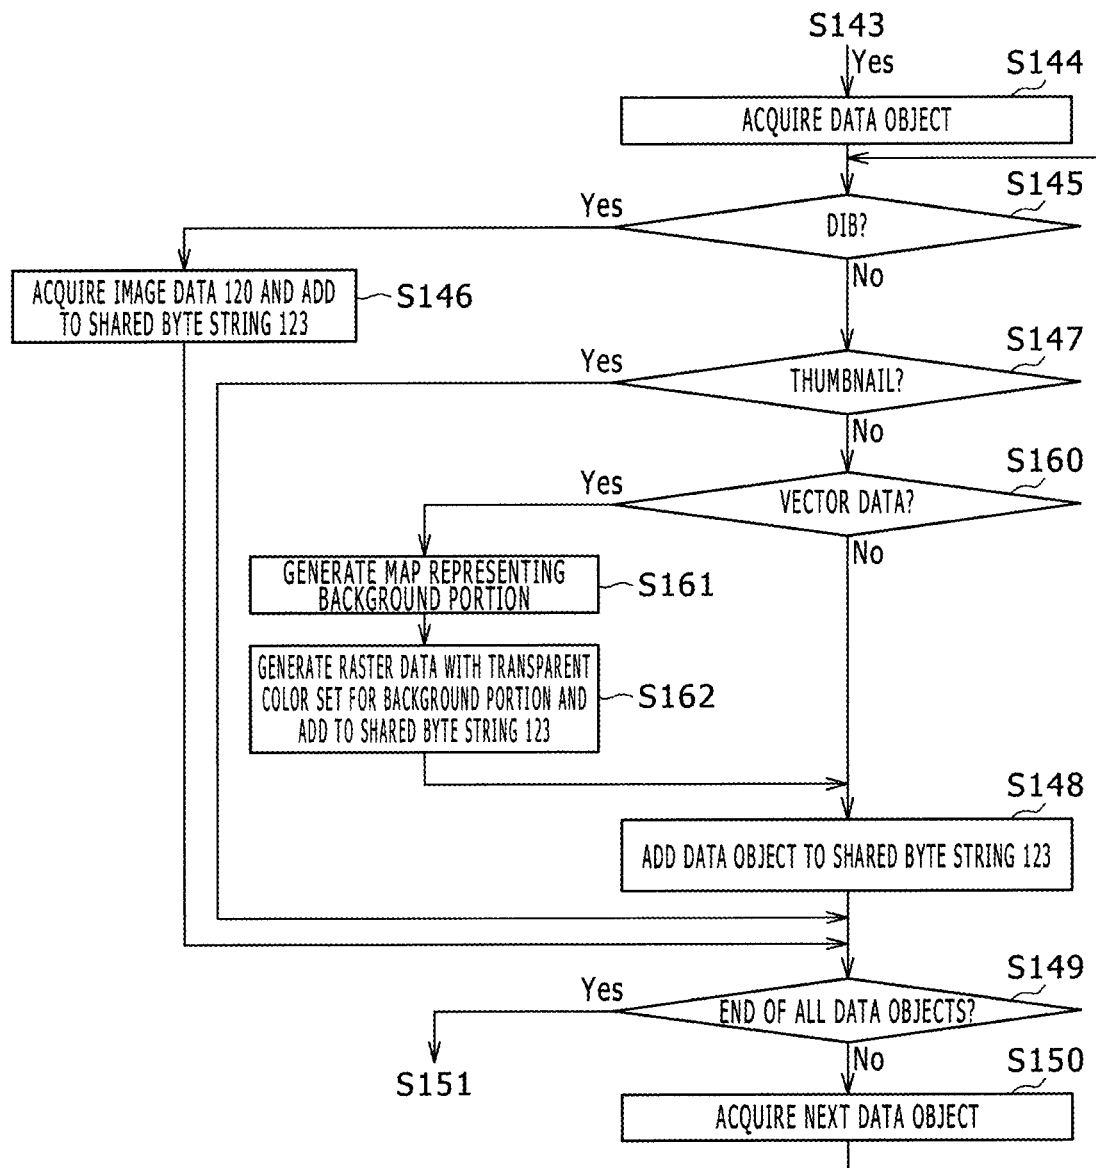 S143
Yes
S144
ACQUIRE DATA OBJECT
S145
Yes
DIB?
No
ACQUIRE IMAGE DATA 120 AND ADD
TO SHARED BYTE STRING 123
S146
S147
Yes
THUMBNAIL?
No
S160
Yes
VECTOR DATA?
No
GENERATE MAP REPRESENTING
BACKGROUND PORTION
S161
GENERATE RASTER DATA WITH TRANSPARENT
COLOR SET FOR BACKGROUND PORTION AND
ADD TO SHARED BYTE STRING 123
S162
S148
ADD DATA OBJECT TO SHARED BYTE STRING 123
S149
Yes
END OF ALL DATA OBJECTS?
No
S151
S150
ACQUIRE NEXT DATA OBJECT